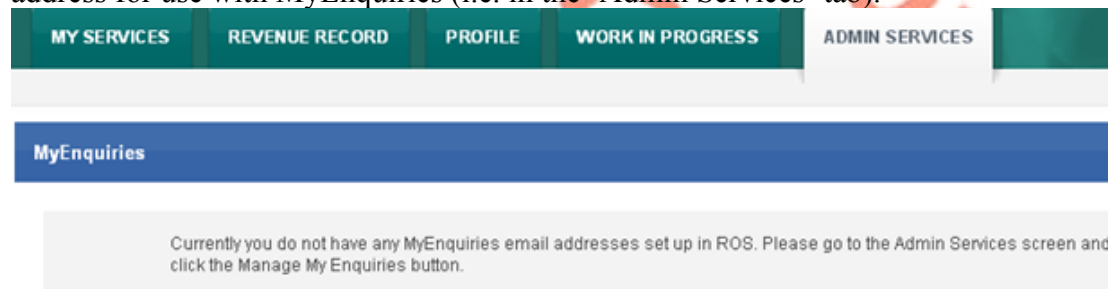 address for use with MyEnquiries (i.e. in the "Admin Services" tab).
MY SERVICES REVENUE RECORD PROFILE WORK IN PROGRESS ADMIN SERVICES
MyEnquiries
Currently you do not have any MyEnquiries email addresses set up in ROS. Please go to the Admin Services screen and
click the Manage My Enquiries button.